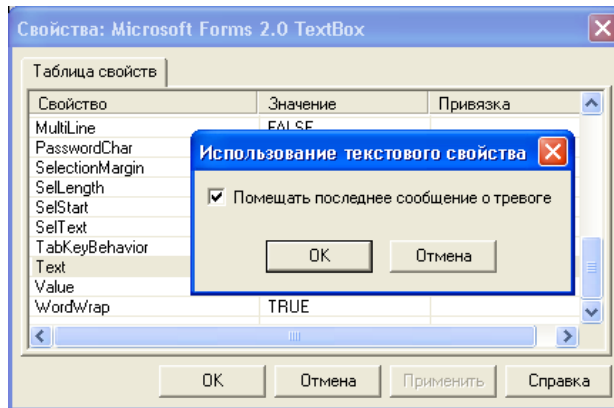 Свойства: Microsoft Forms 2.0 TextBox
Таблица свойств
Свойство Значение Привязка
MultiLine FALSE
PasswordChar
Использование текстового свойства
SelectionMargin
SelLength
Помещать последнее сообщение о тревоге
SelStart
SelText
TabKeyBehavior
OK Отмена
Text
Value
WordWrap TRUE
OK Отмена Применить Справка